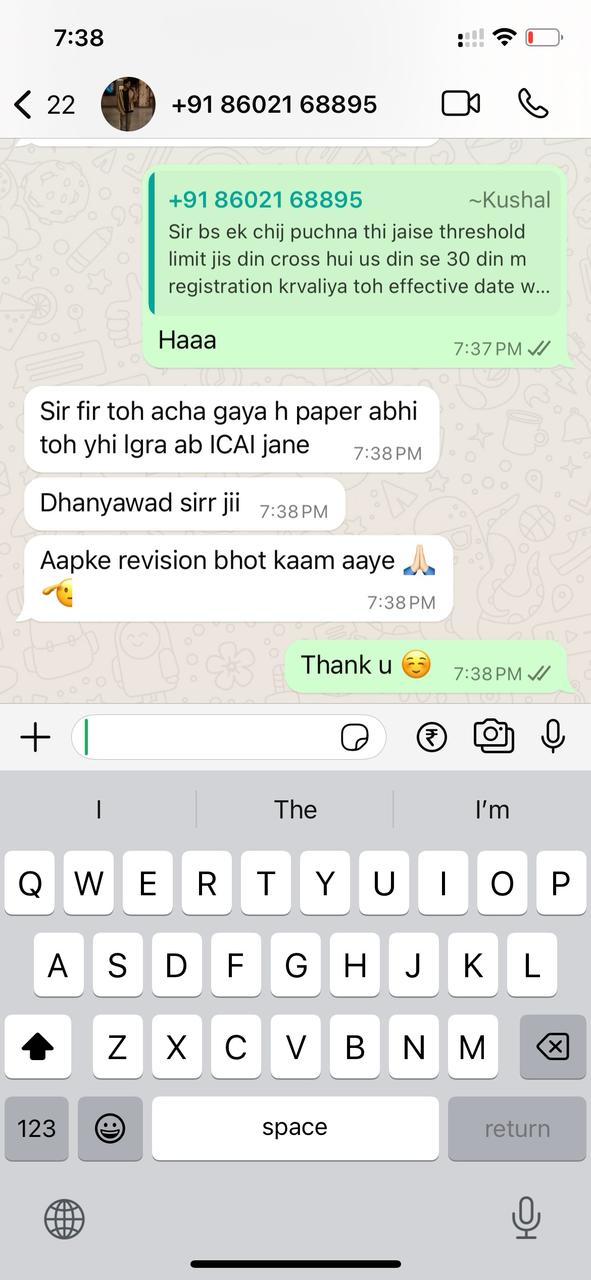 7:38
22
+91 86021 68895
+91 86021 68895 ~Kushal
Sir bs ek chij puchna thi jaise threshold
limit jis din cross hui us din se 30 din m
registration krvaliya toh effective date w...
Haaa
7:37 PM
Sir fir toh acha gaya h paper abhi
toh yhi lgra ab ICAI jane
7:38 PM
Dhanyawad sirr jii
7:38 PM
Aapke revision bhot kaam aaye 🙏🏻
🫡
7:38 PM
Thank u ☺️
7:38 PM
I The I’m
Q W E R T Y U I O P
A S D F G H J K L
Z X C V B N M
123 space return